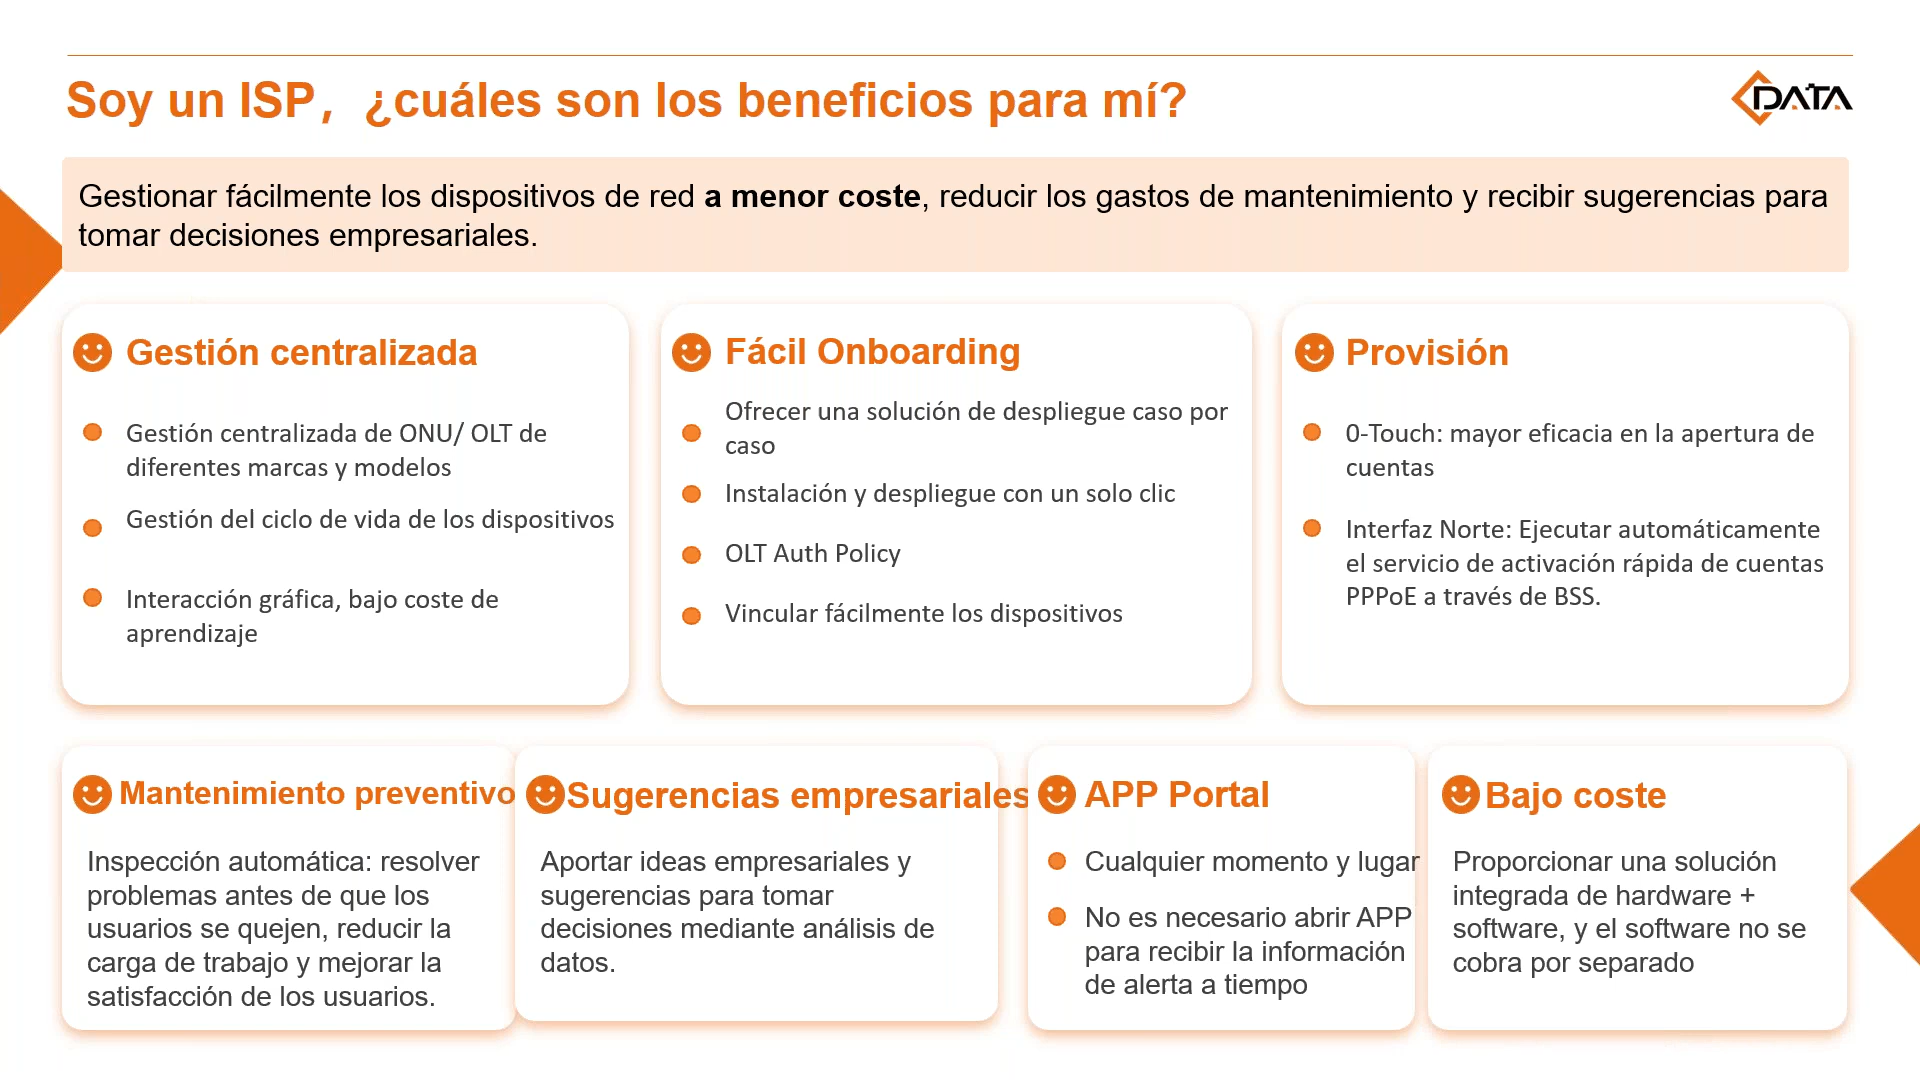 Soy un ISP，¿cuáles son los beneficios para mí?
DATA
Gestionar fácilmente los dispositivos de red a menor coste, reducir los gastos de mantenimiento y recibir sugerencias para
tomar decisiones empresariales.
Gestión centralizada
Gestión centralizada de ONU/ OLT de
diferentes marcas y modelos
Gestión del ciclo de vida de los dispositivos
Interacción gráfica, bajo coste de
aprendizaje
Fácil Onboarding
Ofrecer una solución de despliegue caso por
caso
Instalación y despliegue con un solo clic
OLT Auth Policy
Vincular fácilmente los dispositivos
Provisión
0-Touch: mayor eficacia en la apertura de
cuentas
Interfaz Norte: Ejecutar automáticamente
el servicio de activación rápida de cuentas
PPPoE a través de BSS.
Mantenimiento preventivo
Inspección automática: resolver
problemas antes de que los
usuarios se quejen, reducir la
carga de trabajo y mejorar la
satisfacción de los usuarios.
Sugerencias empresariales
Aportar ideas empresariales y
sugerencias para tomar
decisiones mediante análisis de
datos.
APP Portal
Cualquier momento y lugar
No es necesario abrir APP
para recibir la información
de alerta a tiempo
Bajo coste
Proporcionar una solución
integrada de hardware +
software, y el software no se
cobra por separado